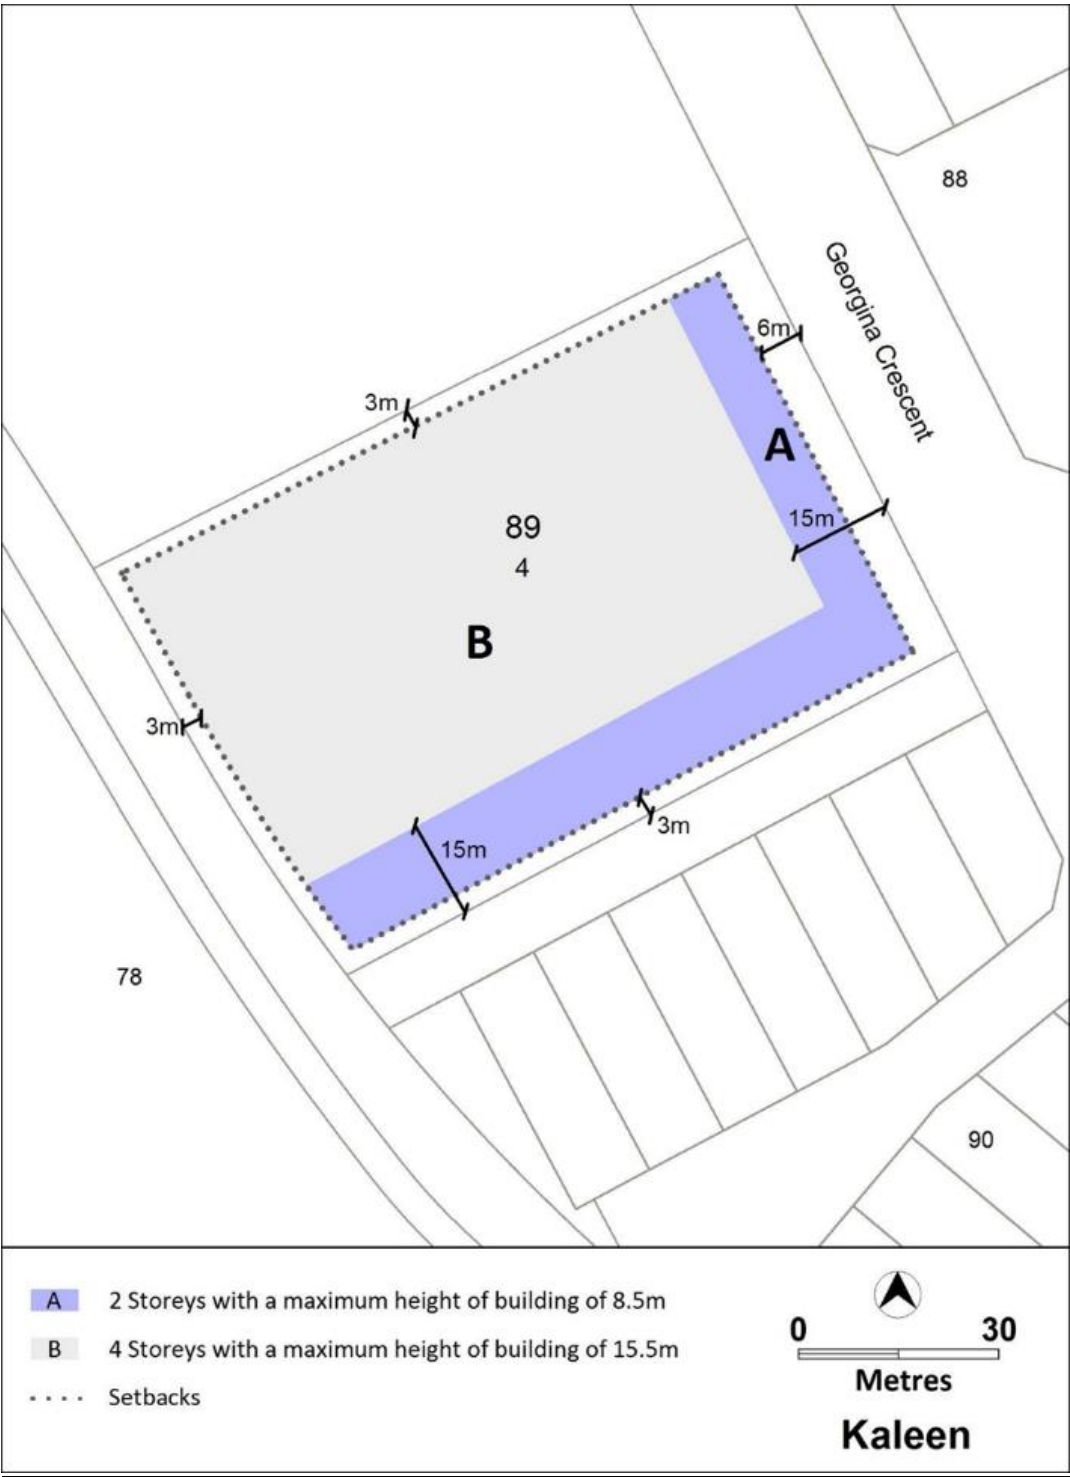 88
Georgina Crescent
6m
3m
A
15m
89
4
B
3m
15m
3m
78
90
A 2 Storeys with a maximum height of building of 8.5m
B 4 Storeys with a maximum height of building of 15.5m
Setbacks
0 30
Metres
Kaleen